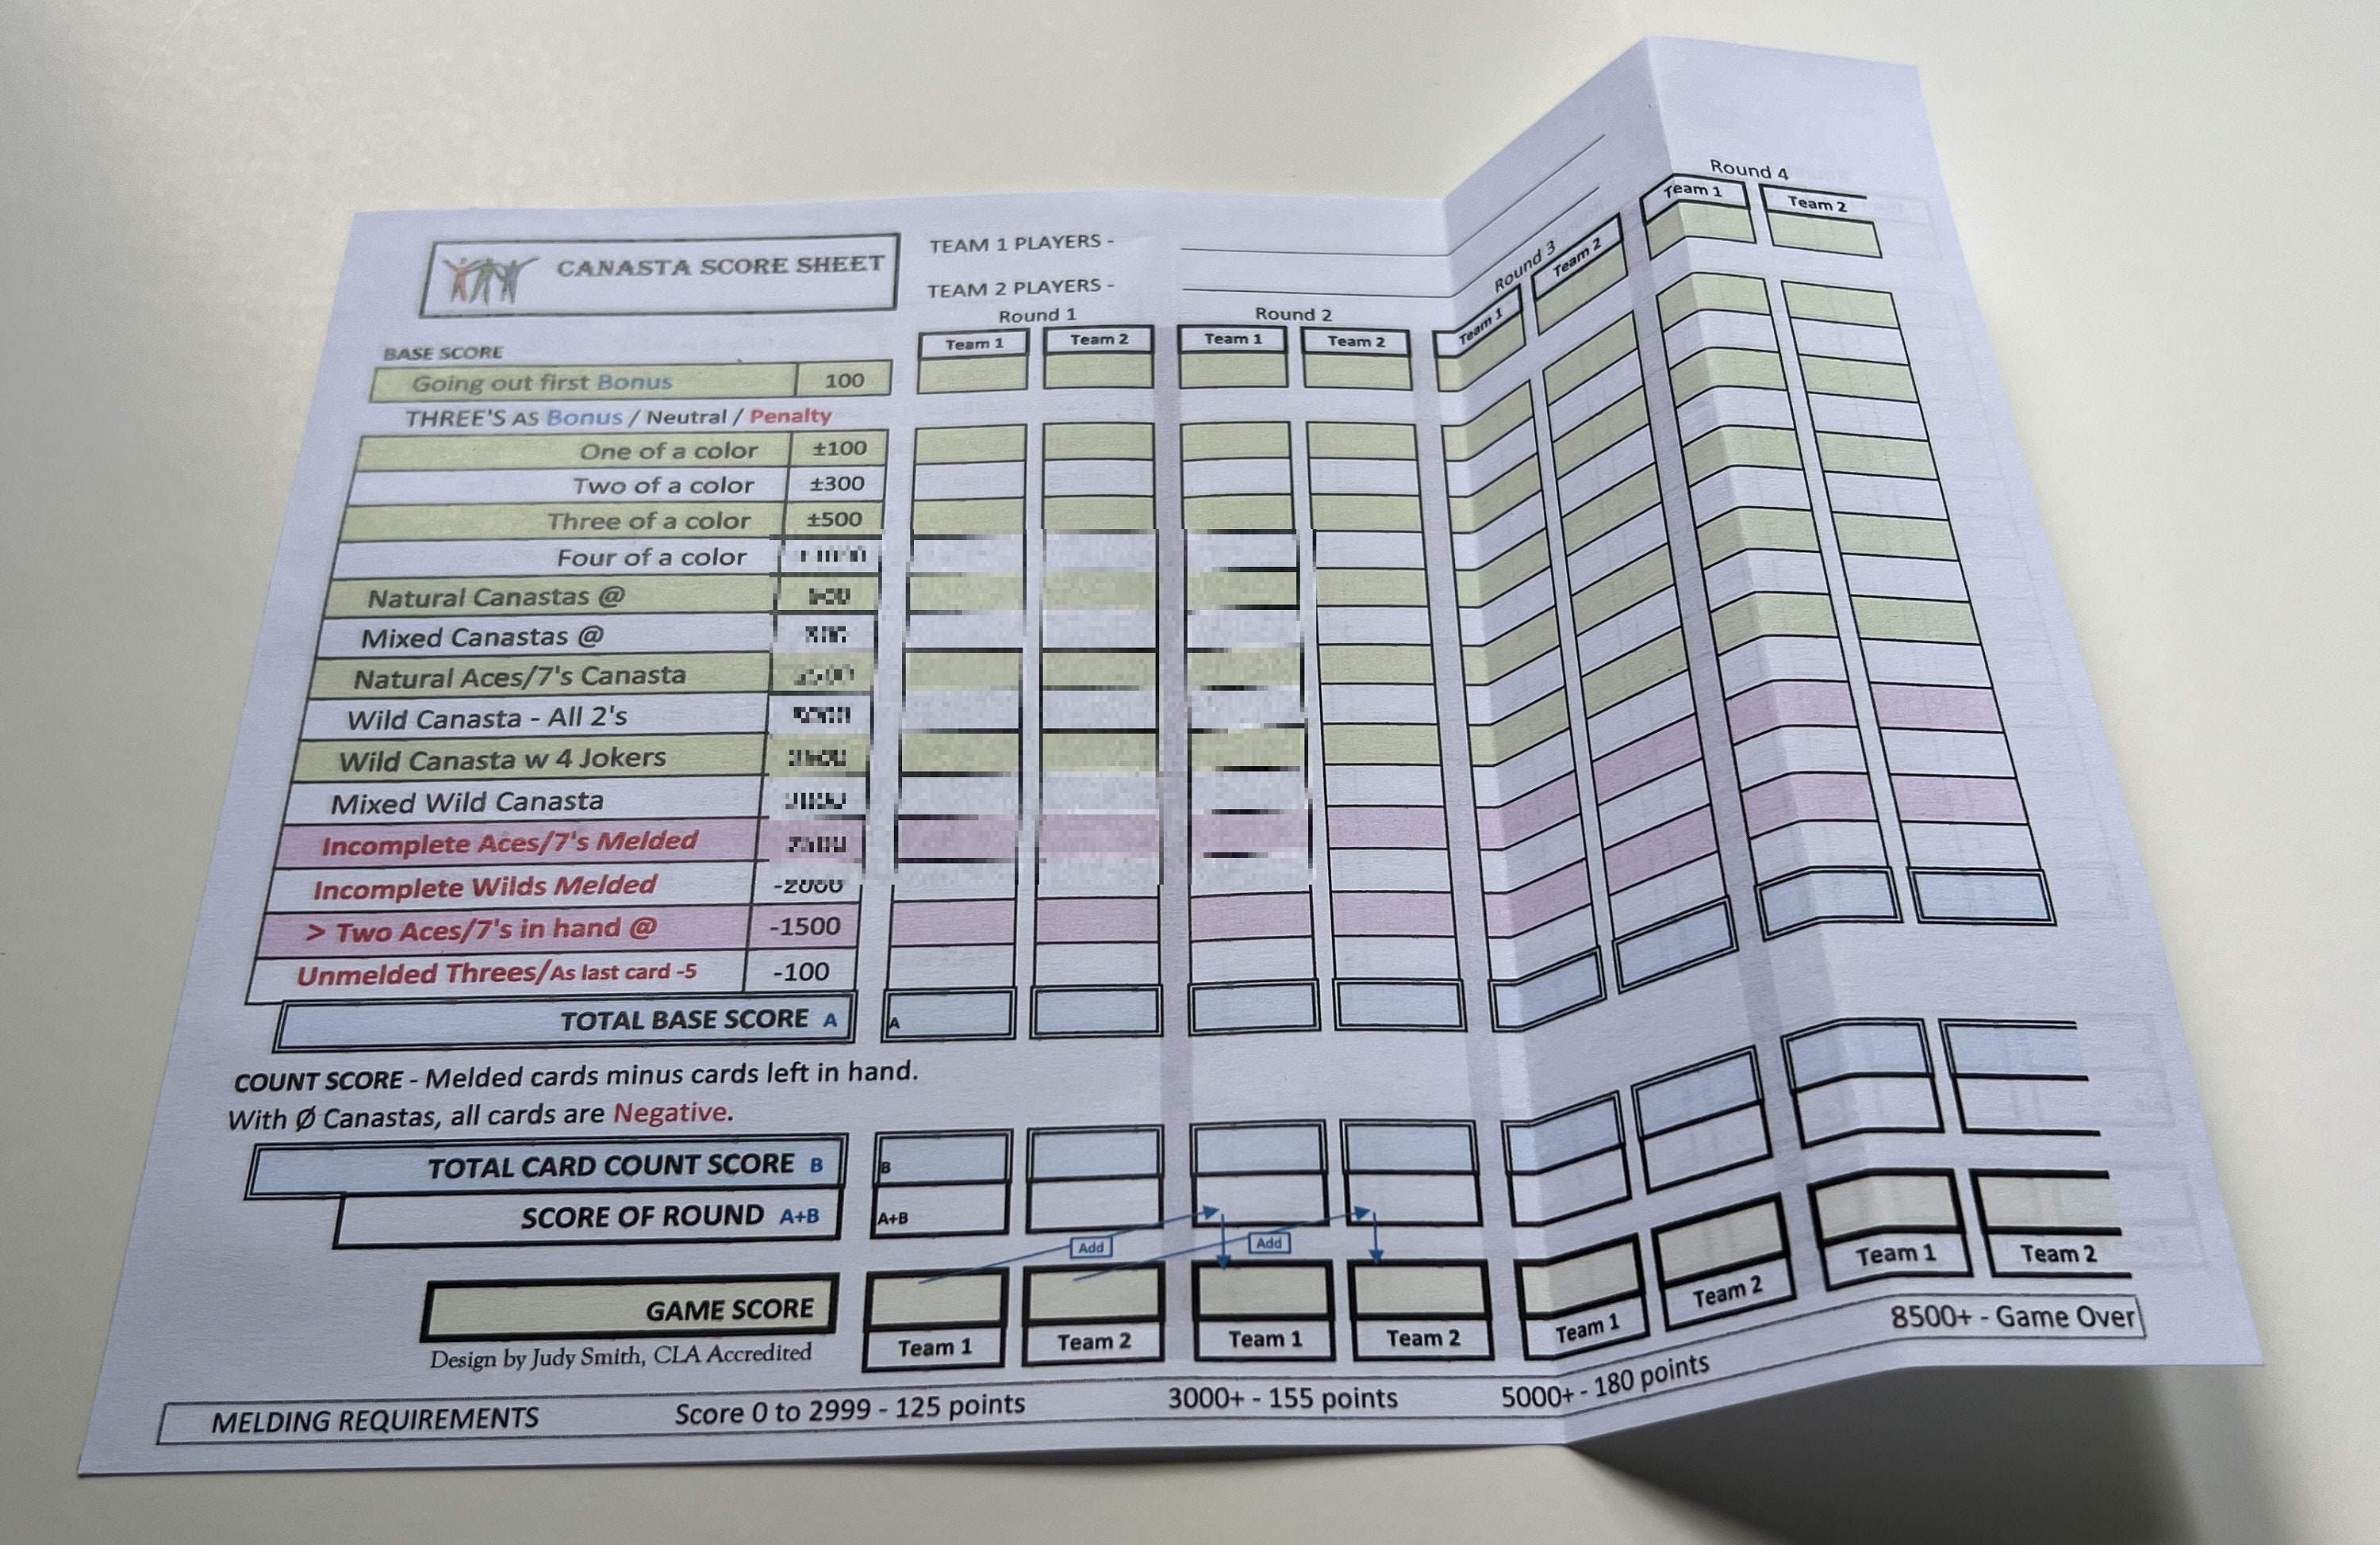 CANASTA SCORE SHEET
TEAM 1 PLAYERS -
TEAM 2 PLAYERS -
Round 1 Round 2 Round 3 Round 4
Team 1 Team 2 Team 1 Team 2 Team 1 Team 2 Team 1 Team 2
BASE SCORE
Going out first Bonus 100
THREE'S AS Bonus / Neutral / Penalty
One of a color ±100
Two of a color ±300
Three of a color ±500
Four of a color
Natural Canastas @
Mixed Canastas @
Natural Aces/7's Canasta
Wild Canasta - All 2's
Wild Canasta w 4 Jokers
Mixed Wild Canasta
Incomplete Aces/7's Melded
Incomplete Wilds Melded -2000
> Two Aces/7's in hand @ -1500
Unmelded Threes/As last card -5 -100
TOTAL BASE SCORE A A
COUNT SCORE - Melded cards minus cards left in hand.
With Ø Canastas, all cards are Negative.
TOTAL CARD COUNT SCORE B B
SCORE OF ROUND A+B A+B
Add Add
GAME SCORE
Team 1 Team 2 Team 1 Team 2 Team 1 Team 2 Team 1 Team 2
Design by Judy Smith, CLA Accredited
MELDING REQUIREMENTS Score 0 to 2999 - 125 points 3000+ - 155 points 5000+ - 180 points 8500+ - Game Over